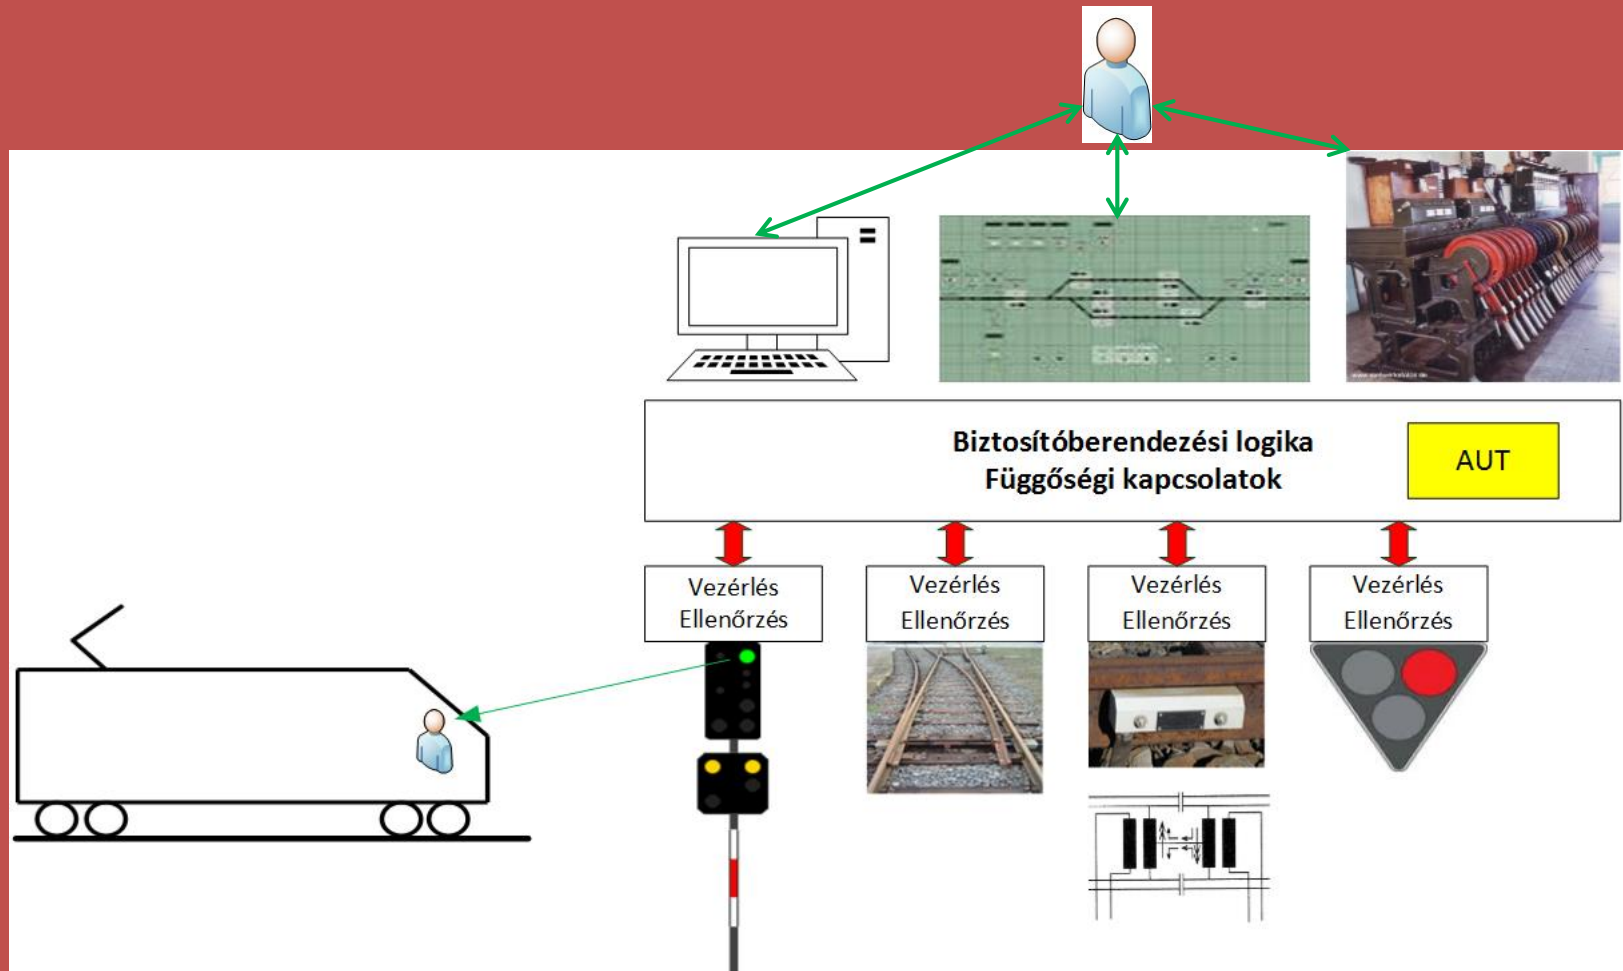 Biztosítóberendezési logika
Függőségi kapcsolatok
AUT
Vezérlés
Ellenőrzés
Vezérlés
Ellenőrzés
Vezérlés
Ellenőrzés
Vezérlés
Ellenőrzés